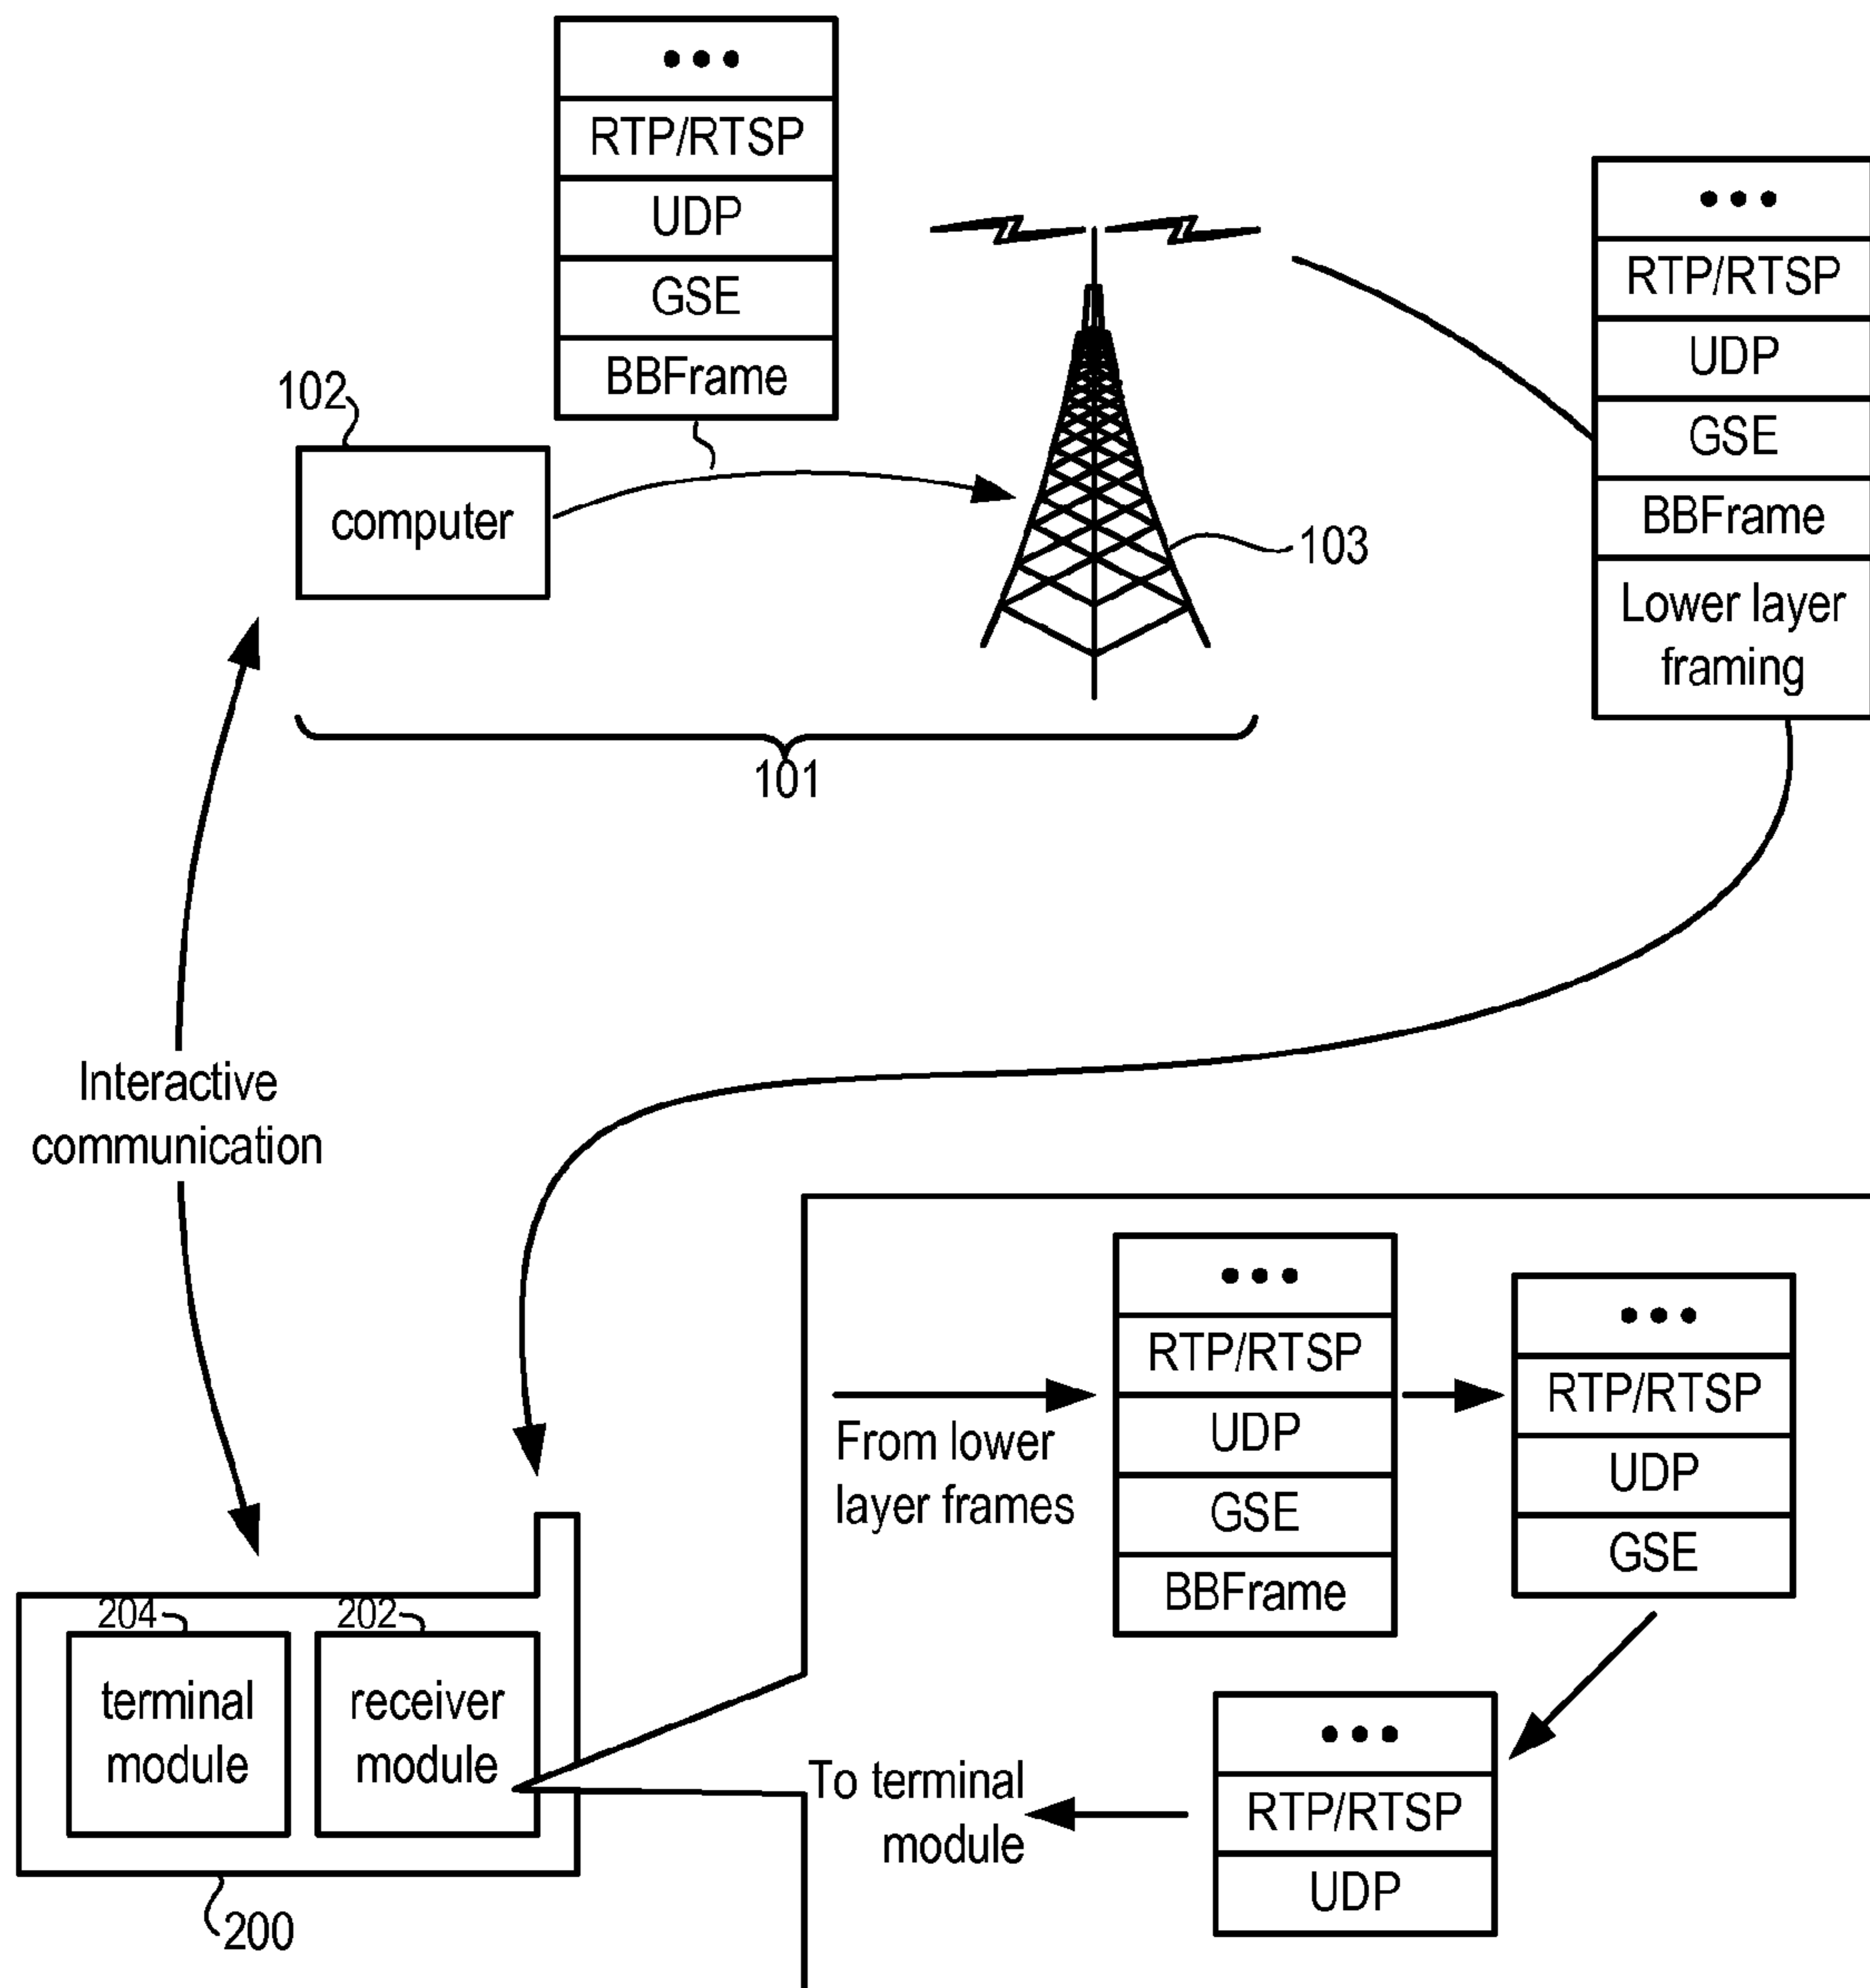 •••
RTP/RTSP
UDP
GSE
BBFrame
102
computer
103
101
•••
RTP/RTSP
UDP
GSE
BBFrame
Lower layer
framing
Interactive
communication
204
terminal
module
202
receiver
module
200
From lower
layer frames
•••
RTP/RTSP
UDP
GSE
BBFrame
•••
RTP/RTSP
UDP
GSE
•••
RTP/RTSP
UDP
To terminal
module